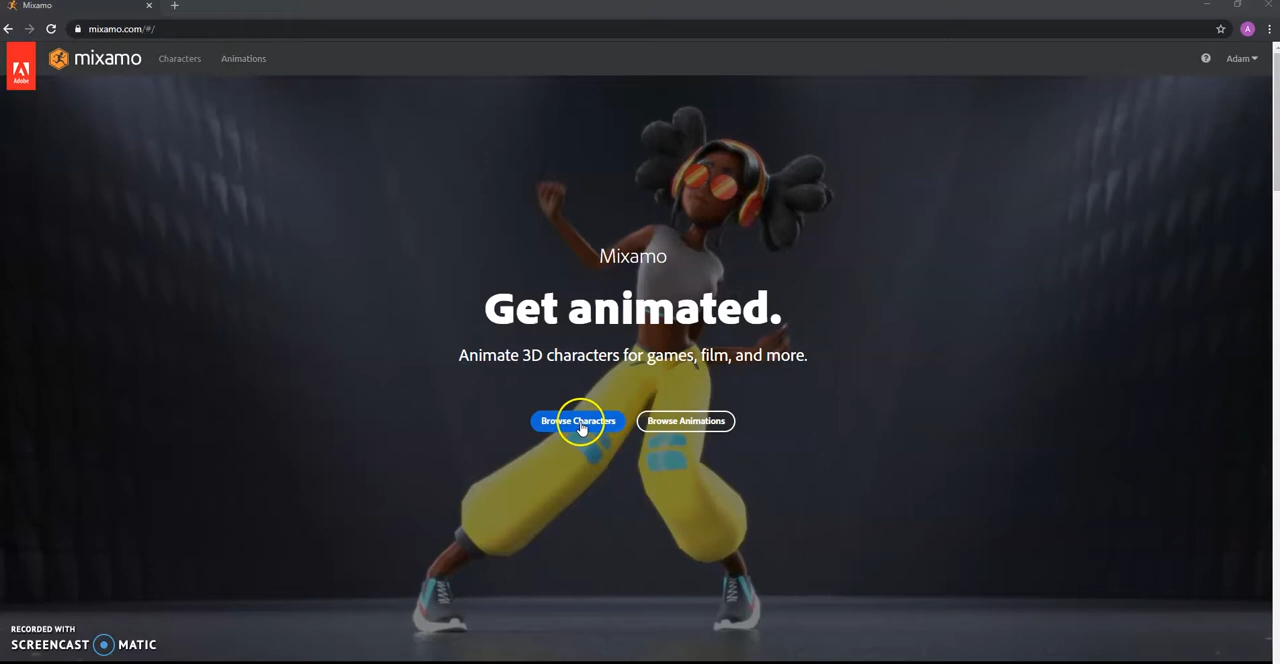 Mixamo
mixamo.com/#/
A
Adobe
mixamo Characters Animations
? Adam
Mixamo
Get animated.
Animate 3D characters for games, film, and more.
Browse Characters Browse Animations
RECORDED WITH
SCREENCAST MATIC